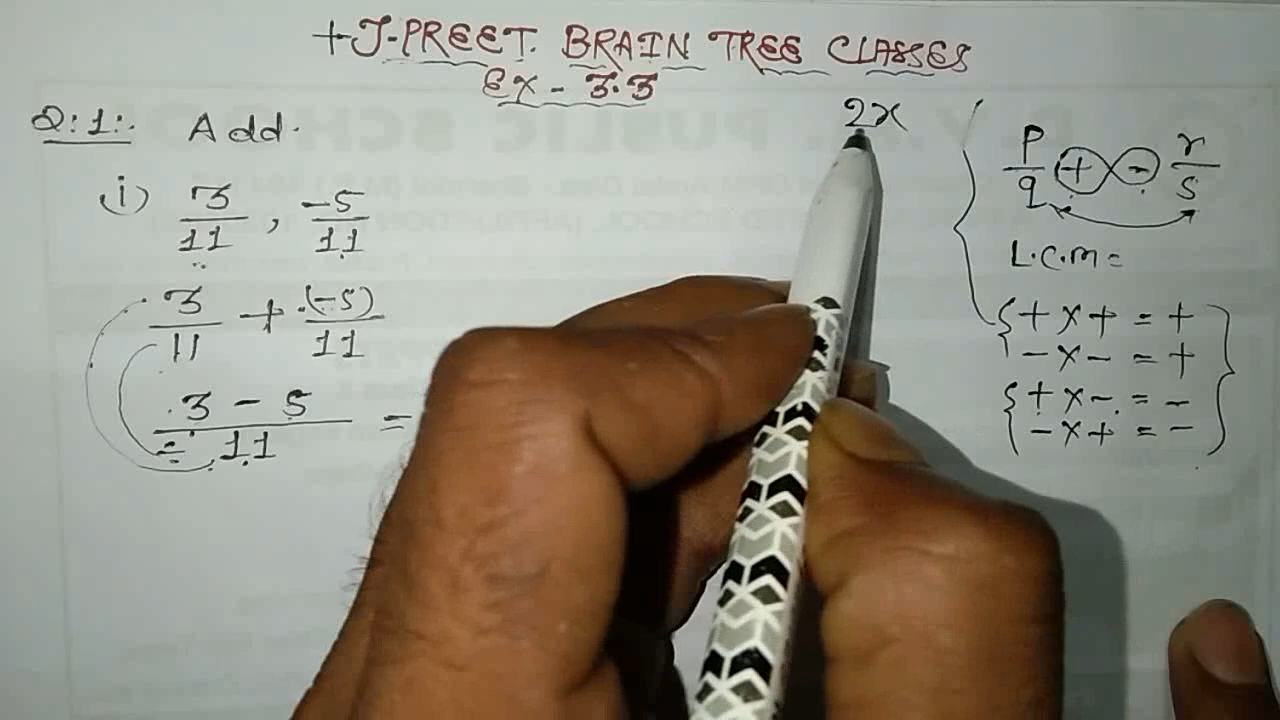 +J-PREET. BRAIN TREE CLASSES
Ex - 3.3
Q:1:. Add.
i) 3/11 , -5/11
3/11 + (-5)/11
3 - 5 / 11 =
2x
p/q + - r/s
L.C.M =
+ x + = +
- x - = +
+ x - = -
- x + = -